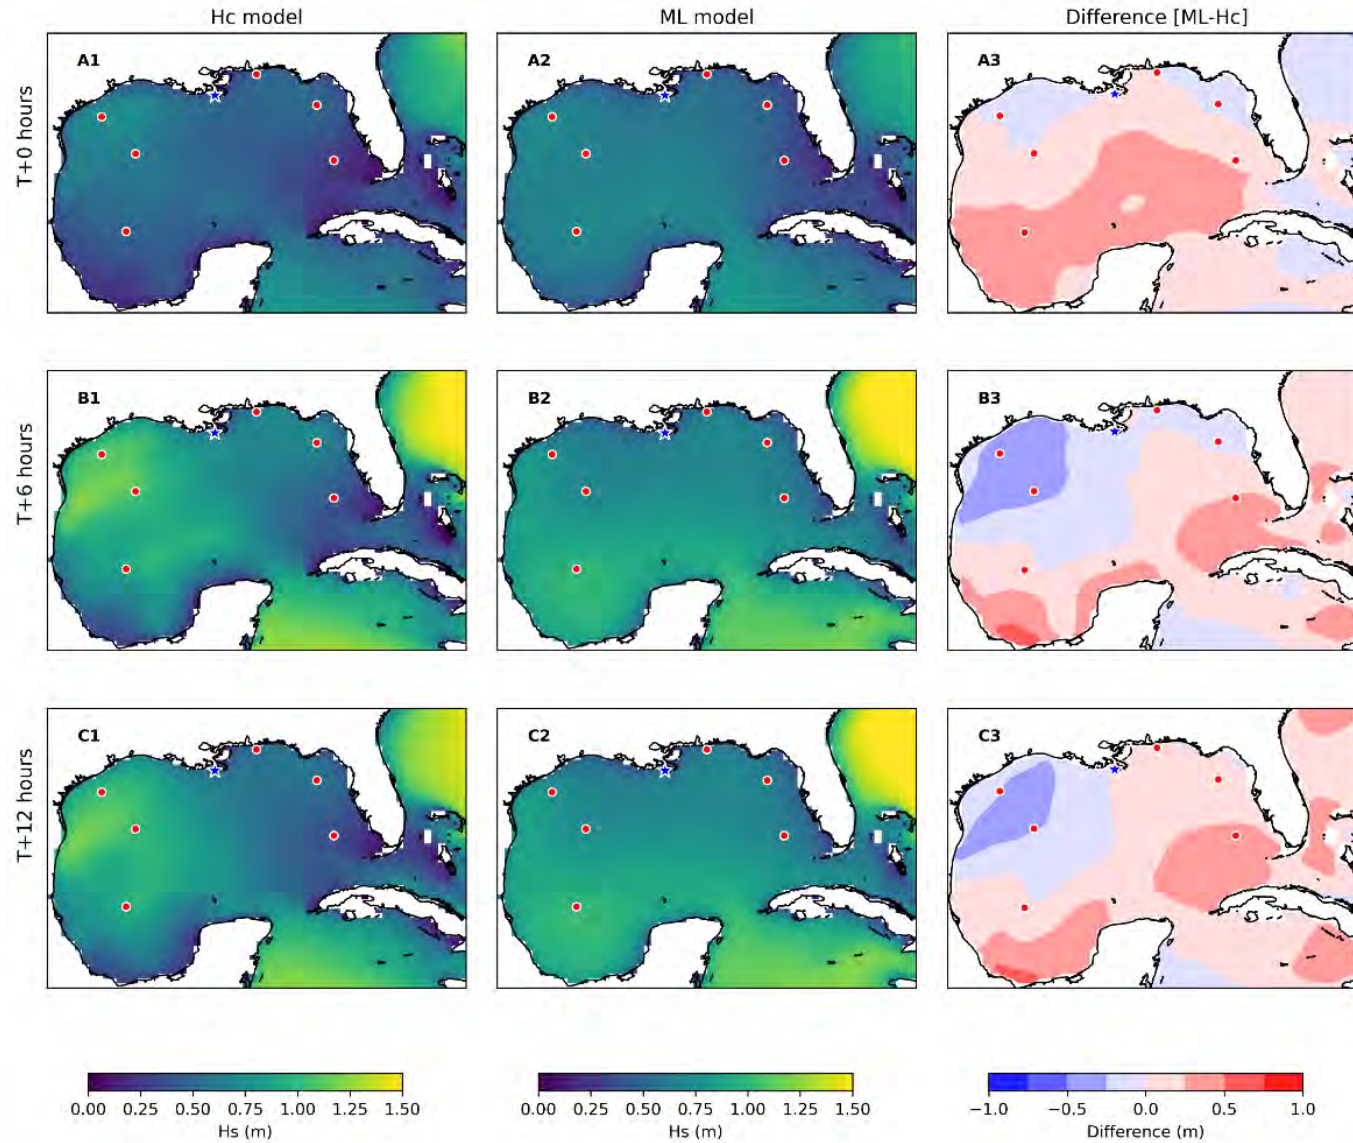 Hc model
ML model
Difference [ML-Hc]
T+0 hours
A1
A2
A3
T+6 hours
B1
B2
B3
T+12 hours
C1
C2
C3
0.00 0.25 0.50 0.75 1.00 1.25 1.50
Hs (m)
0.00 0.25 0.50 0.75 1.00 1.25 1.50
Hs (m)
−1.0 −0.5 0.0 0.5 1.0
Difference (m)